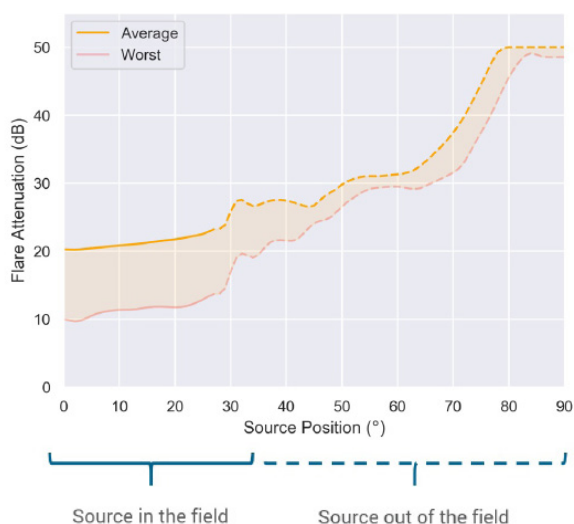 Average
Worst
50
40
30
20
10
0
Flare Attenuation (dB)
0 10 20 30 40 50 60 70 80 90
Source Position (°)
Source in the field
Source out of the field